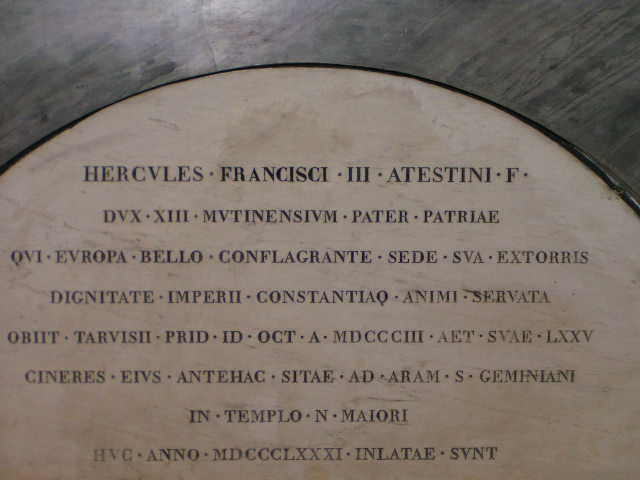 HERCVLES · FRANCISCI · III · ATESTINI · F ·
DVX · XIII · MVTINENSIVM · PATER · PATRIAE
QVI · EVROPA · BELLO · CONFLAGRANTE · SEDE · SVA · EXTORRIS
DIGNITATE · IMPERII · CONSTANTIAQ · ANIMI · SERVATA
OBIIT · TARVISII · PRID · ID · OCT · A · MDCCCIII · AET · SVAE · LXXV
CINERES · EIVS · ANTEHAC · SITAE · AD · ARAM · S · GEMINIANI
IN · TEMPLO · N · MAIORI
HVC · ANNO · MDCCCLXXXI · INLATAE · SVNT